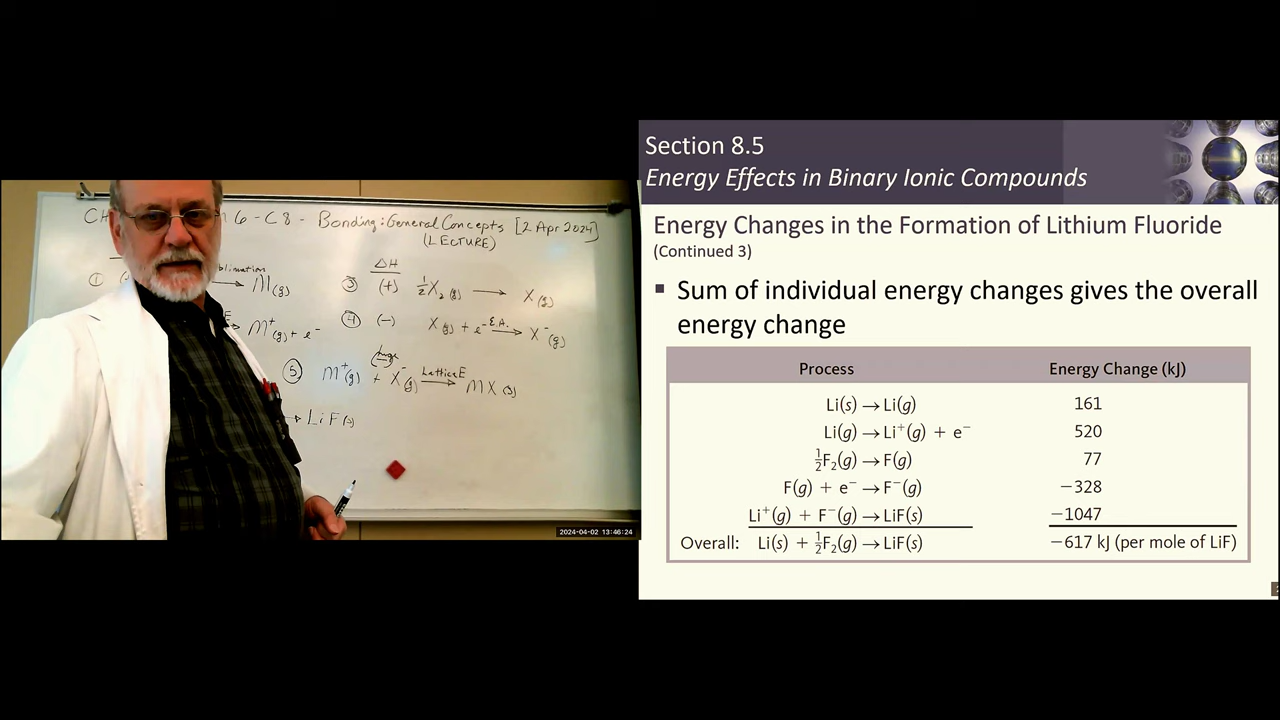 CH 6 - C8 - Bonding: General Concepts [2 Apr 2024]
(LECTURE)
ΔH
① sublimation → M(g)
③ (+) ½X₂(g) → X(g)
→ M⁺(g) + e⁻
④ (−) X(g) + e⁻ E.A. → X⁻(g)
huge
⑤ M⁺(g) + X⁻(g) Lattice E → MX(s)
→ LiF(s)
2024-04-02 13:46:24
Section 8.5
Energy Effects in Binary Ionic Compounds
Energy Changes in the Formation of Lithium Fluoride
(Continued 3)
▪ Sum of individual energy changes gives the overall
energy change
Process Energy Change (kJ)
Li(s) → Li(g) 161
Li(g) → Li⁺(g) + e⁻ 520
½F₂(g) → F(g) 77
F(g) + e⁻ → F⁻(g) −328
Li⁺(g) + F⁻(g) → LiF(s) −1047
Overall: Li(s) + ½F₂(g) → LiF(s) −617 kJ (per mole of LiF)